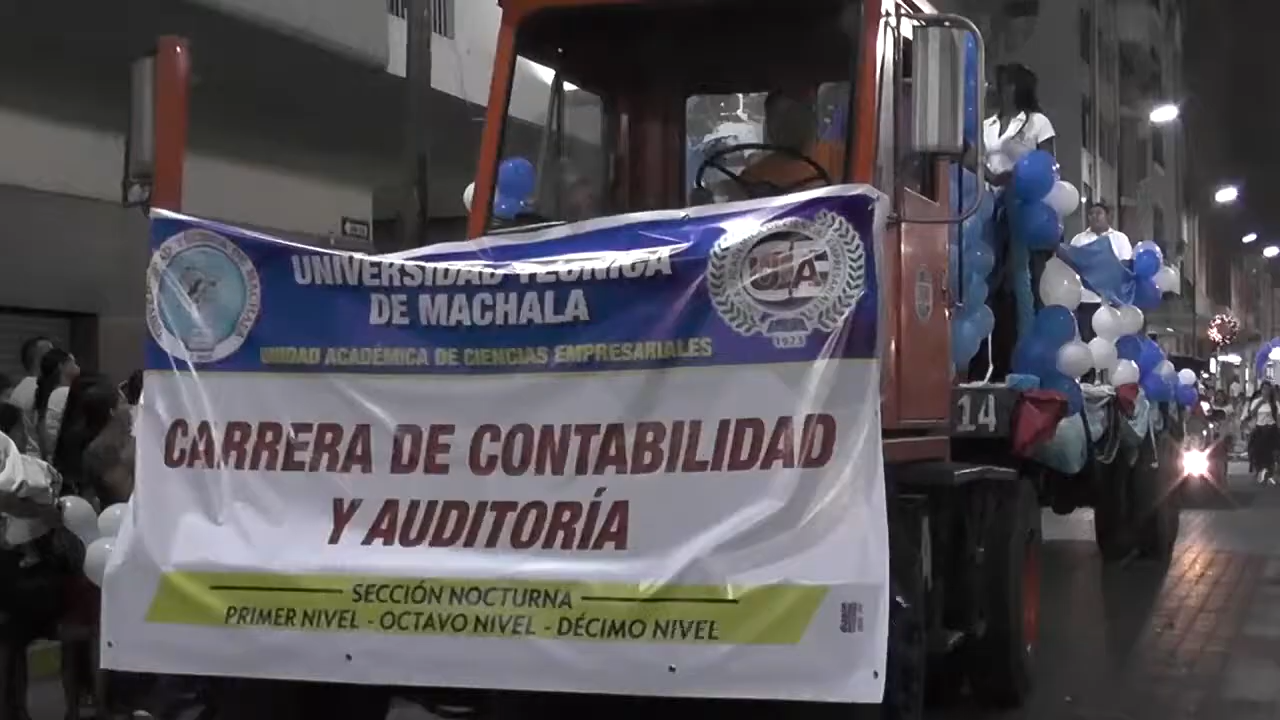 UNIVERSIDAD TÉCNICA
DE MACHALA
UNIDAD ACADÉMICA DE CIENCIAS EMPRESARIALES
CARRERA DE CONTABILIDAD
Y AUDITORÍA
SECCIÓN NOCTURNA
PRIMER NIVEL - OCTAVO NIVEL - DÉCIMO NIVEL
14